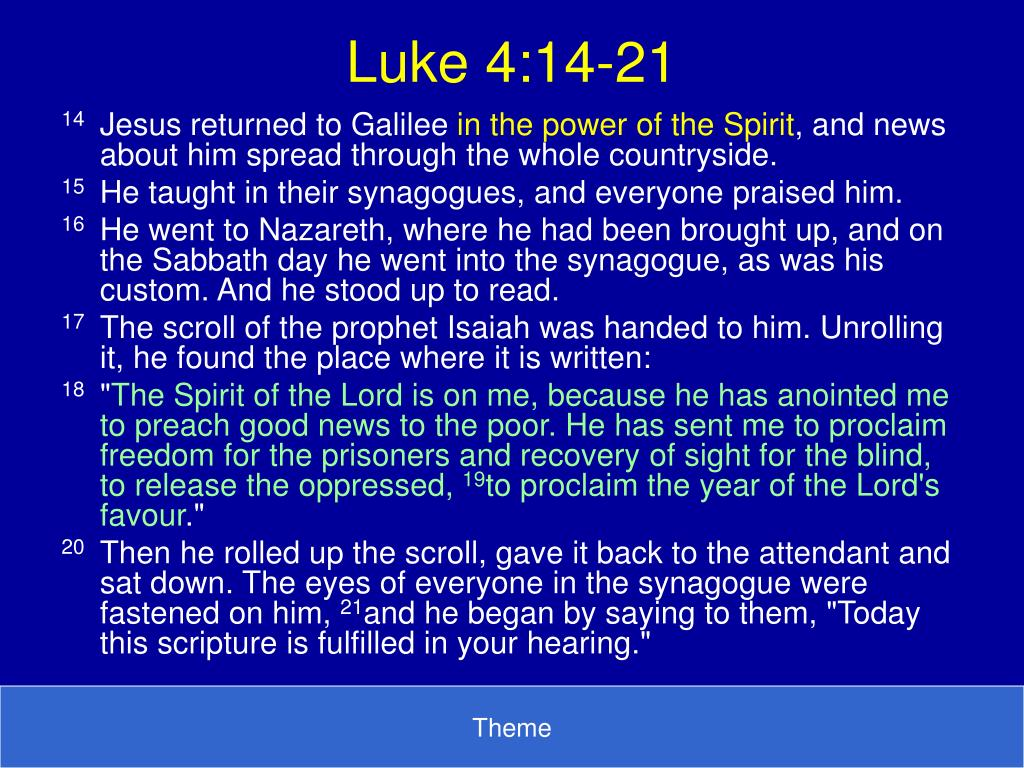 Luke 4:14-21
14 Jesus returned to Galilee in the power of the Spirit, and news
about him spread through the whole countryside.
15 He taught in their synagogues, and everyone praised him.
16 He went to Nazareth, where he had been brought up, and on
the Sabbath day he went into the synagogue, as was his
custom. And he stood up to read.
17 The scroll of the prophet Isaiah was handed to him. Unrolling
it, he found the place where it is written:
18 "The Spirit of the Lord is on me, because he has anointed me
to preach good news to the poor. He has sent me to proclaim
freedom for the prisoners and recovery of sight for the blind,
to release the oppressed, 19to proclaim the year of the Lord's
favour."
20 Then he rolled up the scroll, gave it back to the attendant and
sat down. The eyes of everyone in the synagogue were
fastened on him, 21and he began by saying to them, "Today
this scripture is fulfilled in your hearing."
Theme